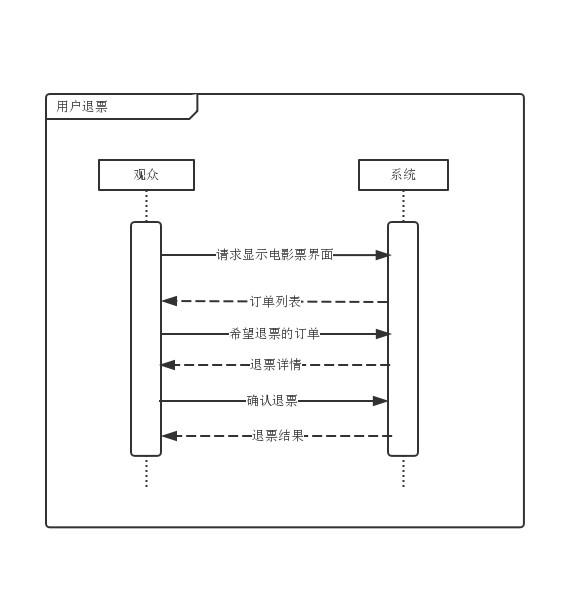 用户退票
观众
系统
请求显示电影票界面
订单列表
希望退票的订单
退票详情
确认退票
退票结果